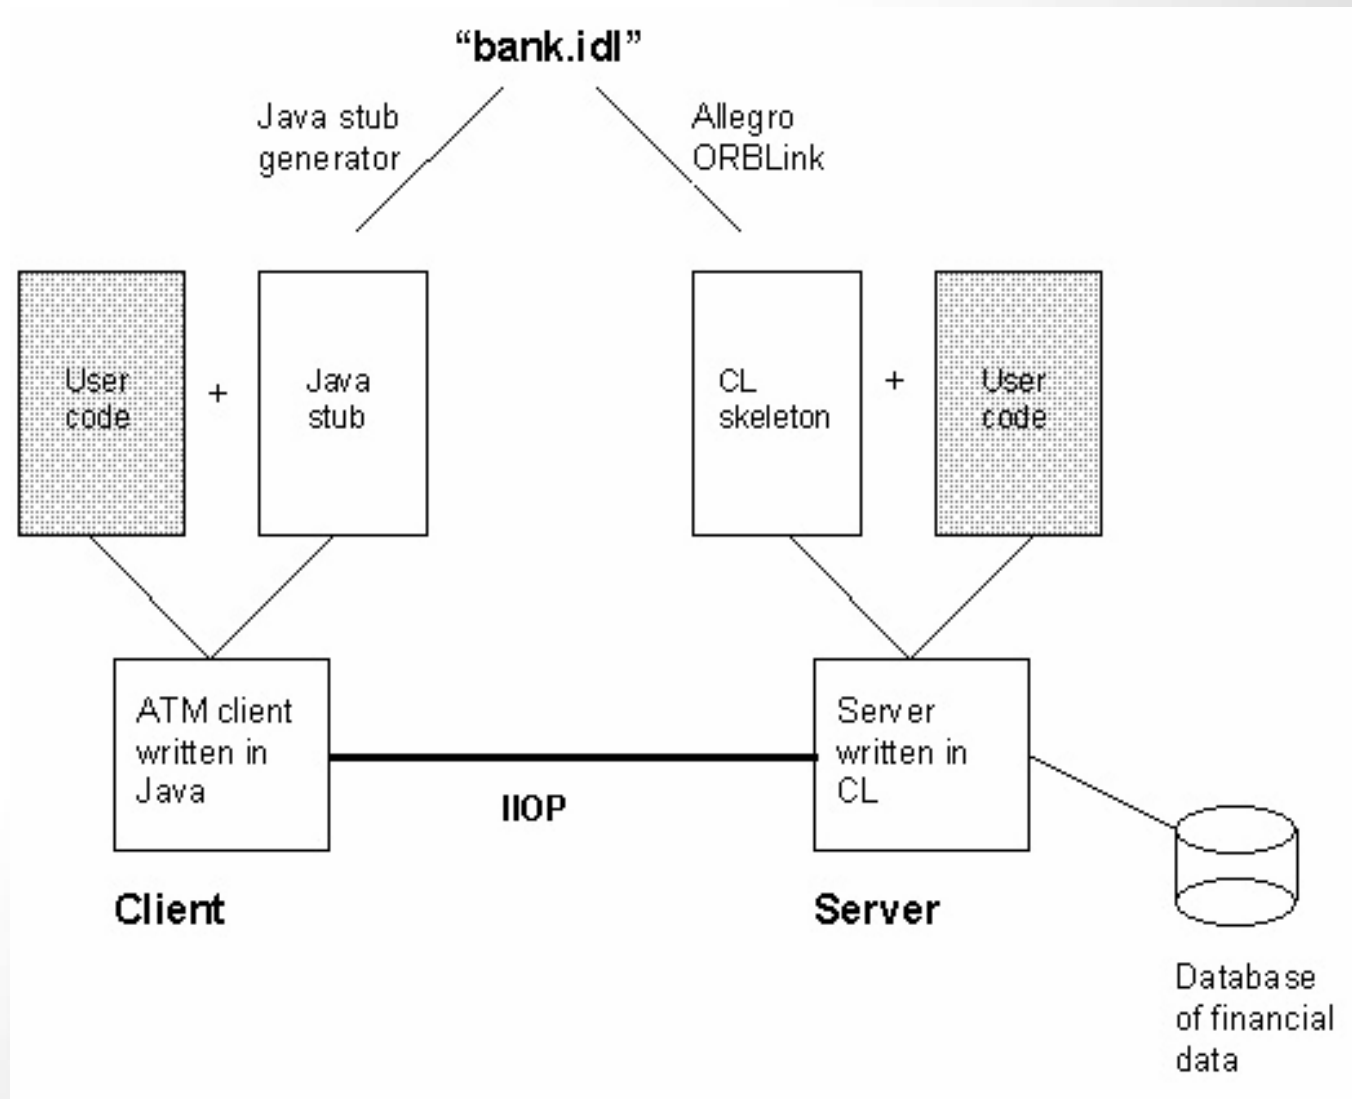 “bank.idl”
Java stub
generator
Allegro
ORBLink
User
code
+
Java
stub
CL
skeleton
+
User
code
ATM client
written in
Java
IIOP
Server
written in
CL
Client
Server
Database
of financial
data